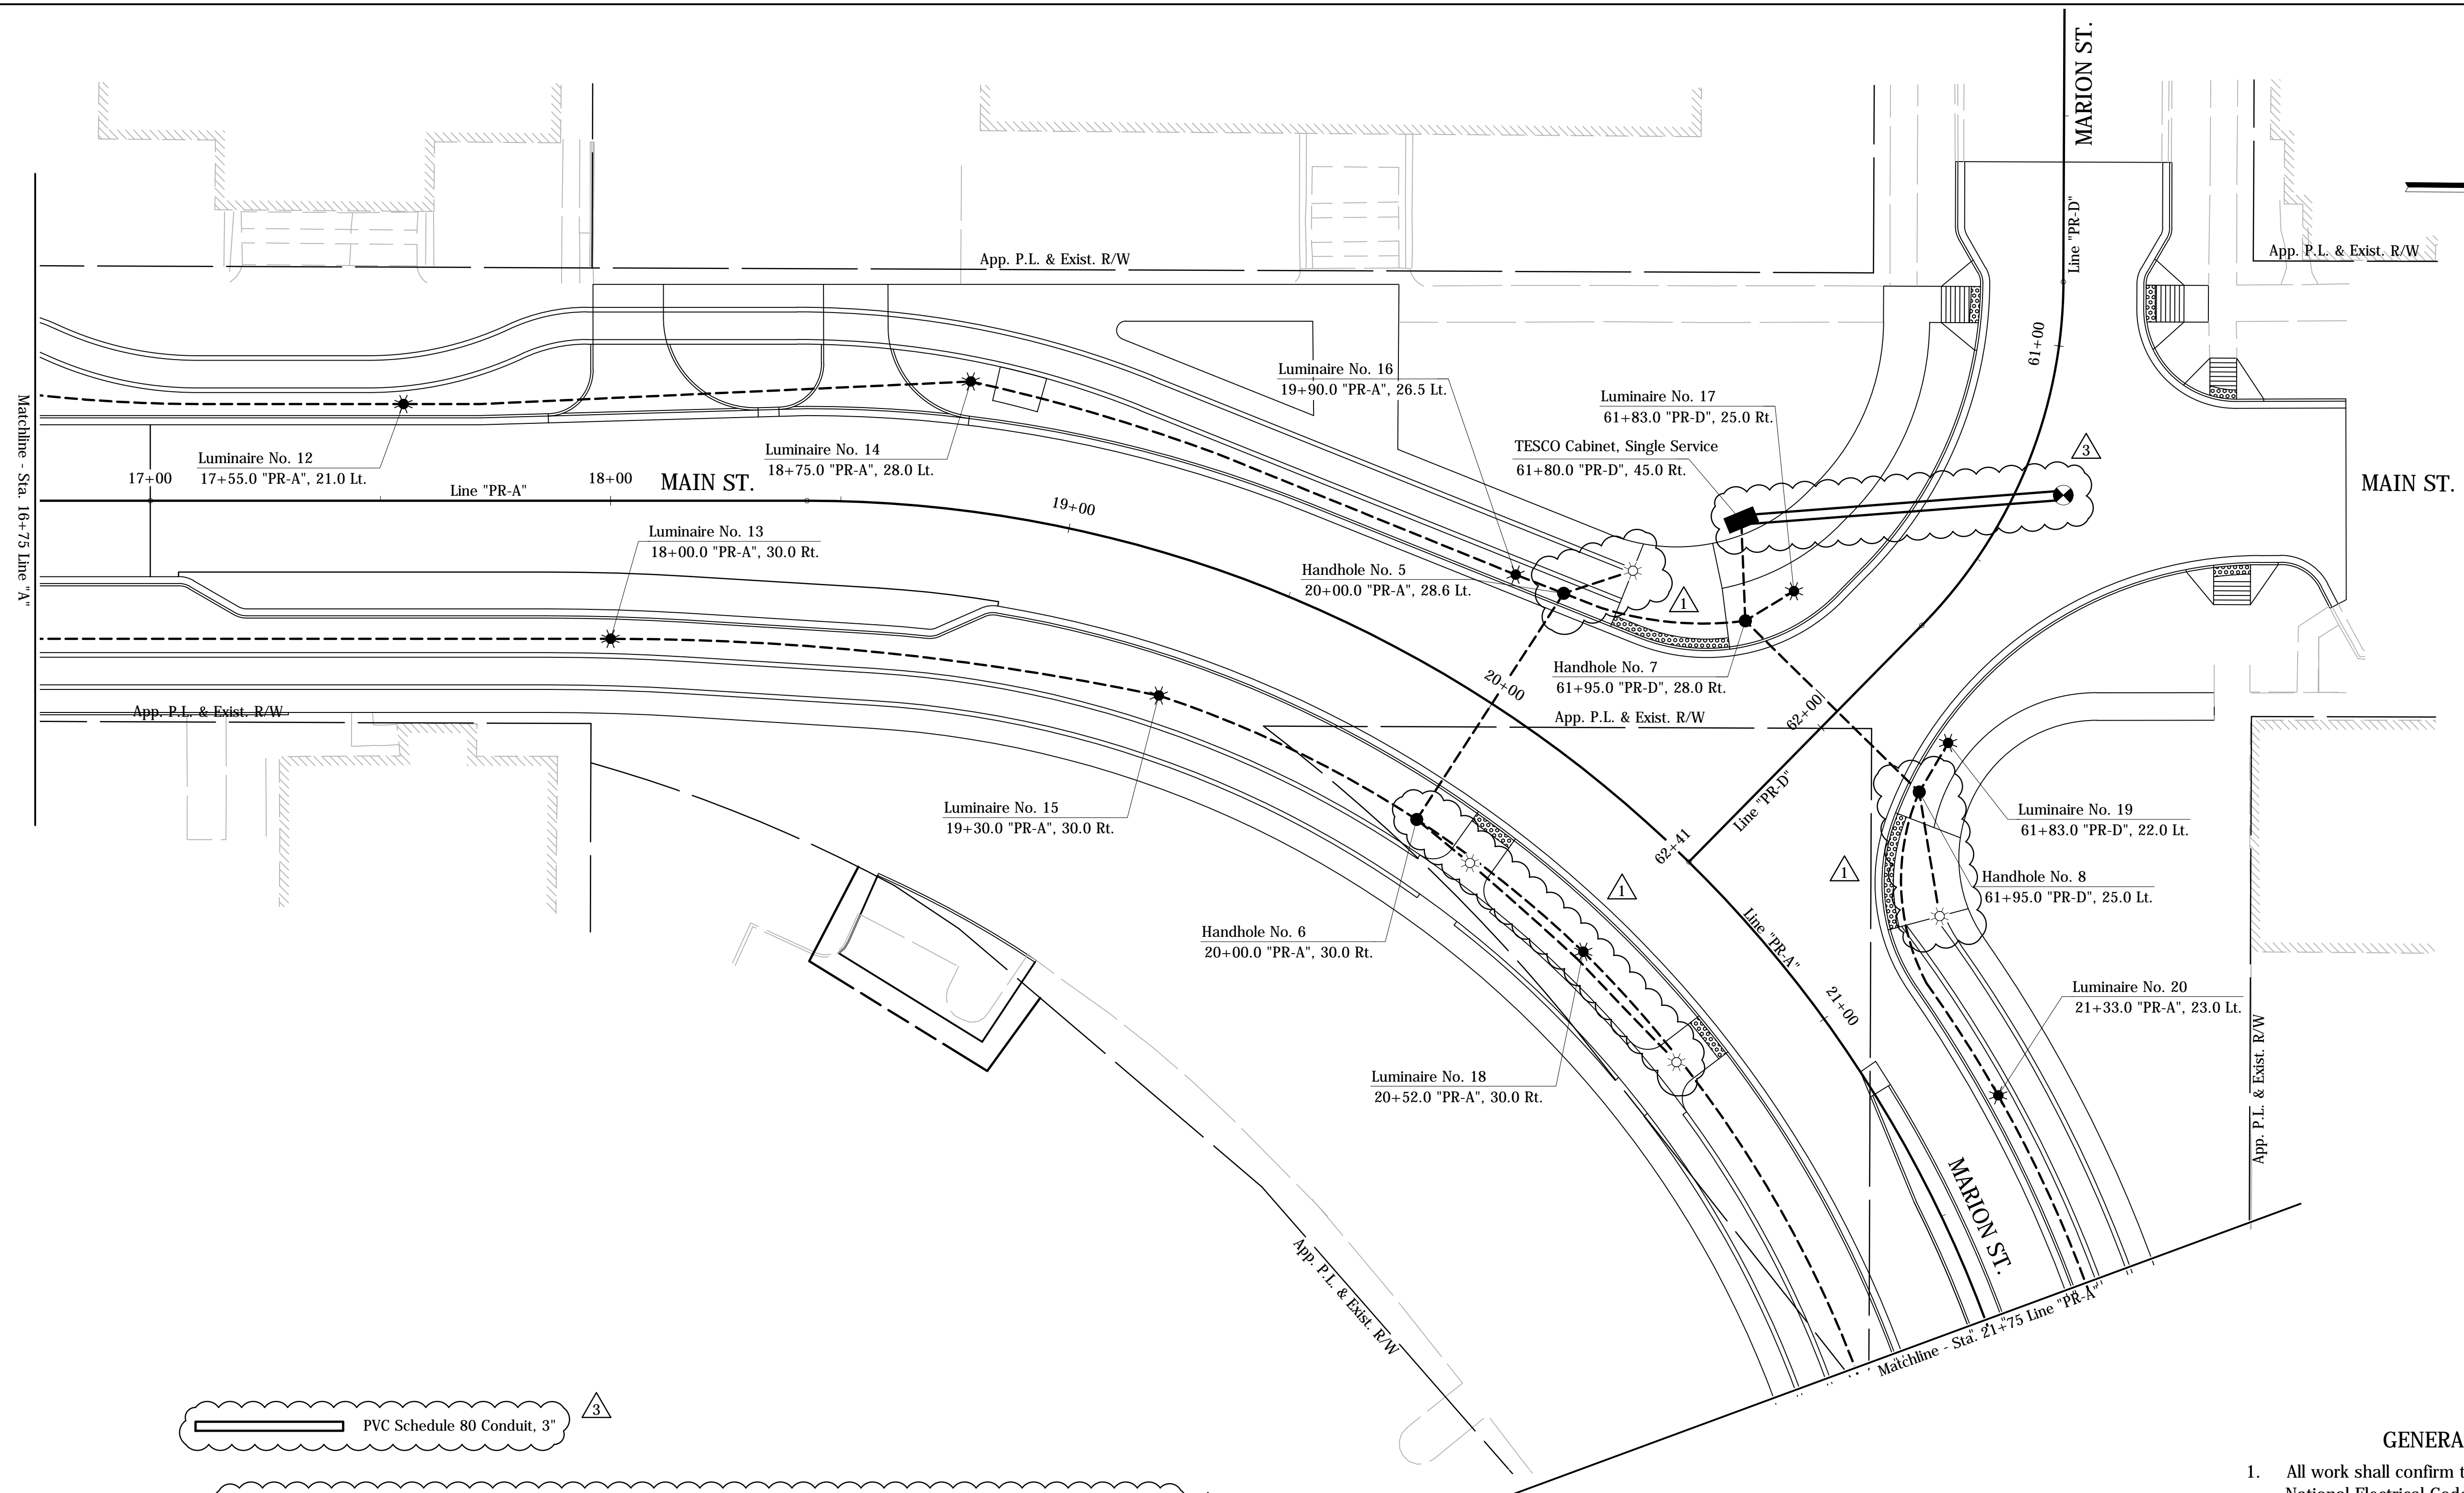 MARION ST.
Line "PR-D"
App. P.L. & Exist. R/W
App. P.L. & Exist. R/W
61+00
Luminaire No. 16
19+90.0 "PR-A", 26.5 Lt.
Luminaire No. 17
61+83.0 "PR-D", 25.0 Rt.
TESCO Cabinet, Single Service
61+80.0 "PR-D", 45.0 Rt.
3
Matchline - Sta. 16+75 Line "A"
Luminaire No. 12
17+55.0 "PR-A", 21.0 Lt.
Luminaire No. 14
18+75.0 "PR-A", 28.0 Lt.
17+00
Line "PR-A"
18+00
MAIN ST.
19+00
MAIN ST.
Luminaire No. 13
18+00.0 "PR-A", 30.0 Rt.
Handhole No. 5
20+00.0 "PR-A", 28.6 Lt.
1
Handhole No. 7
61+95.0 "PR-D", 28.0 Rt.
20+00
App. P.L. & Exist. R/W
App. P.L. & Exist. R/W
62+00
Line "PR-D"
62+41
Luminaire No. 15
19+30.0 "PR-A", 30.0 Rt.
Luminaire No. 19
61+83.0 "PR-D", 22.0 Lt.
1
1
Handhole No. 8
61+95.0 "PR-D", 25.0 Lt.
Handhole No. 6
20+00.0 "PR-A", 30.0 Rt.
Line "PR-A"
21+00
Luminaire No. 20
21+33.0 "PR-A", 23.0 Lt.
Luminaire No. 18
20+52.0 "PR-A", 30.0 Rt.
App. P.L. & Exist. R/W
MARION ST.
App. P.L. & Exist. R/W
Matchline - Sta. 21+75 Line "PR-A"
PVC Schedule 80 Conduit, 3"
3
GENERA
1. All work shall confirm t
National Electrical Code